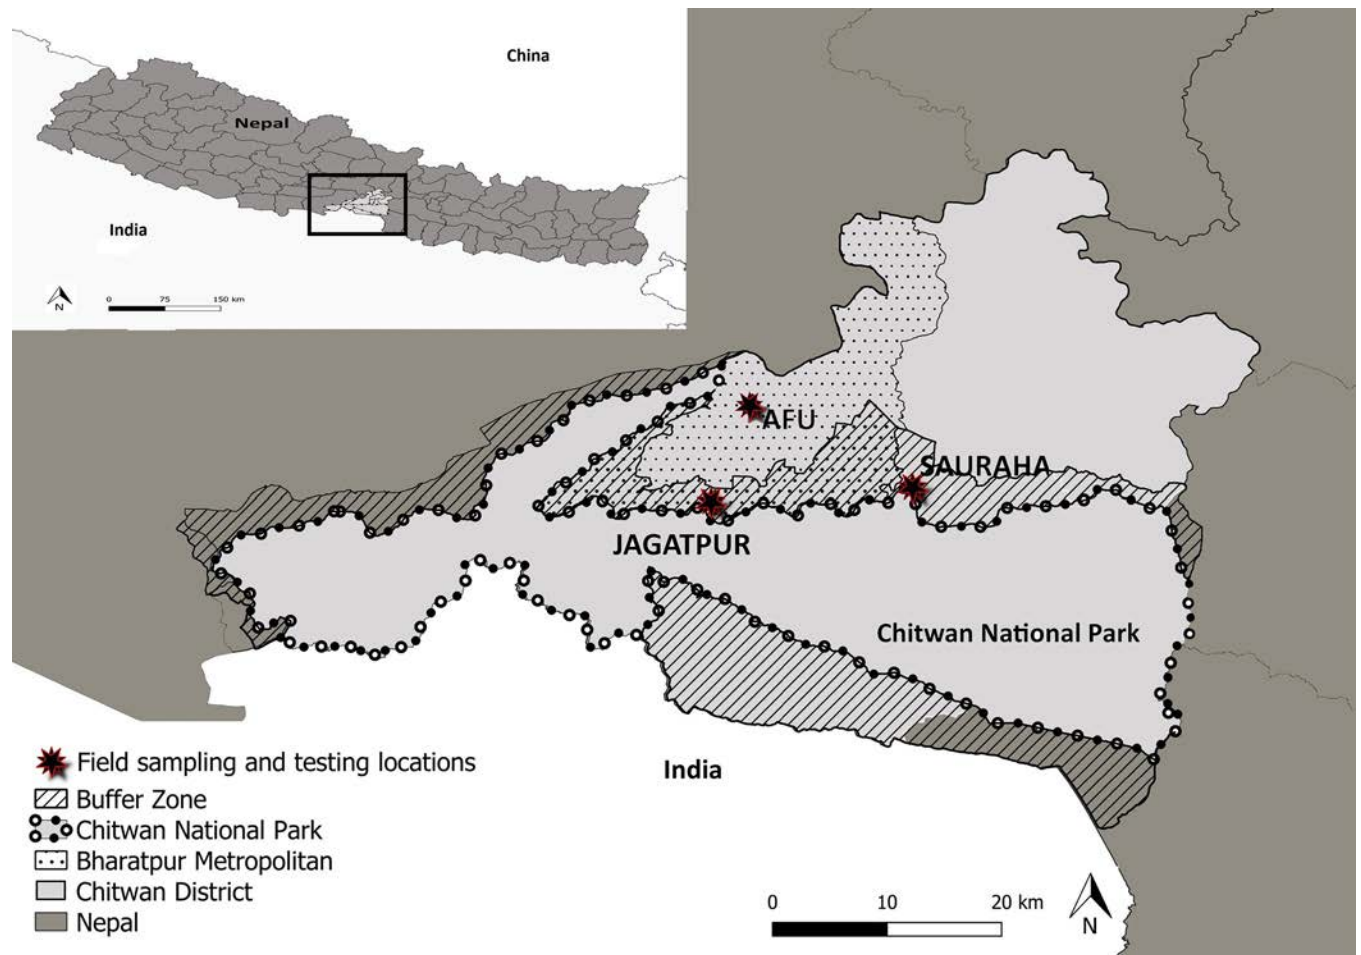 China
Nepal
India
N
0 75 150 km
AFU
SAURAHA
JAGATPUR
Chitwan National Park
India
Field sampling and testing locations
Buffer Zone
Chitwan National Park
Bharatpur Metropolitan
Chitwan District
Nepal
0 10 20 km
N